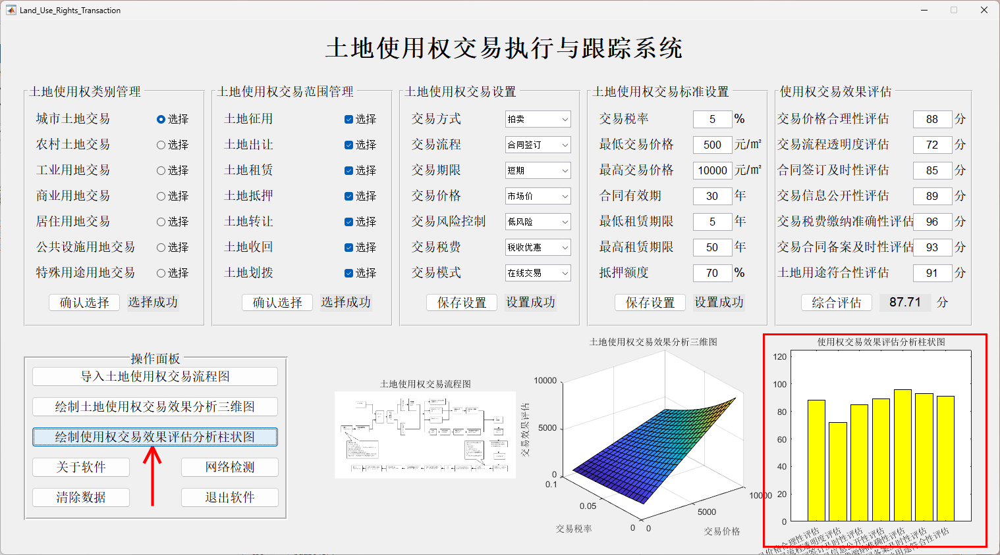 Land_Use_Rights_Transaction
土地使用权交易执行与跟踪系统
土地使用权类别管理
城市土地交易 选择
农村土地交易 选择
工业用地交易 选择
商业用地交易 选择
居住用地交易 选择
公共设施用地交易 选择
特殊用途用地交易 选择
确认选择 选择成功
土地使用权交易范围管理
土地征用 选择
土地出让 选择
土地租赁 选择
土地抵押 选择
土地转让 选择
土地收回 选择
土地划拨 选择
确认选择 选择成功
土地使用权交易设置
交易方式 拍卖
交易流程 合同签订
交易期限 短期
交易价格 市场价
交易风险控制 低风险
交易税费 税收优惠
交易模式 在线交易
保存设置 设置成功
土地使用权交易标准设置
交易税率 5 %
最低交易价格 500 元/㎡
最高交易价格 10000 元/㎡
合同有效期 30 年
最低租赁期限 5 年
最高租赁期限 50 年
抵押额度 70 %
保存设置 设置成功
使用权交易效果评估
交易价格合理性评估 88 分
交易流程透明度评估 72 分
合同签订及时性评估 85 分
交易信息公开性评估 89 分
交易税费缴纳准确性评估 96 分
交易合同备案及时性评估 93 分
土地用途符合性评估 91 分
综合评估 87.71 分
操作面板
导入土地使用权交易流程图
绘制土地使用权交易效果分析三维图
绘制使用权交易效果评估分析柱状图
关于软件 网络检测
清除数据 退出软件
土地使用权交易流程图
土地使用权交易效果分析三维图
交易效果评估
10000
5000
0
0.1
0.05
0
0
5000
10000
交易税率
交易价格
使用权交易效果评估分析柱状图
120
100
80
60
40
20
0
价格合理性评估
流程透明度评估
签订及时性评估
信息公开性评估
缴纳准确性评估
备案及时性评估
用途符合性评估